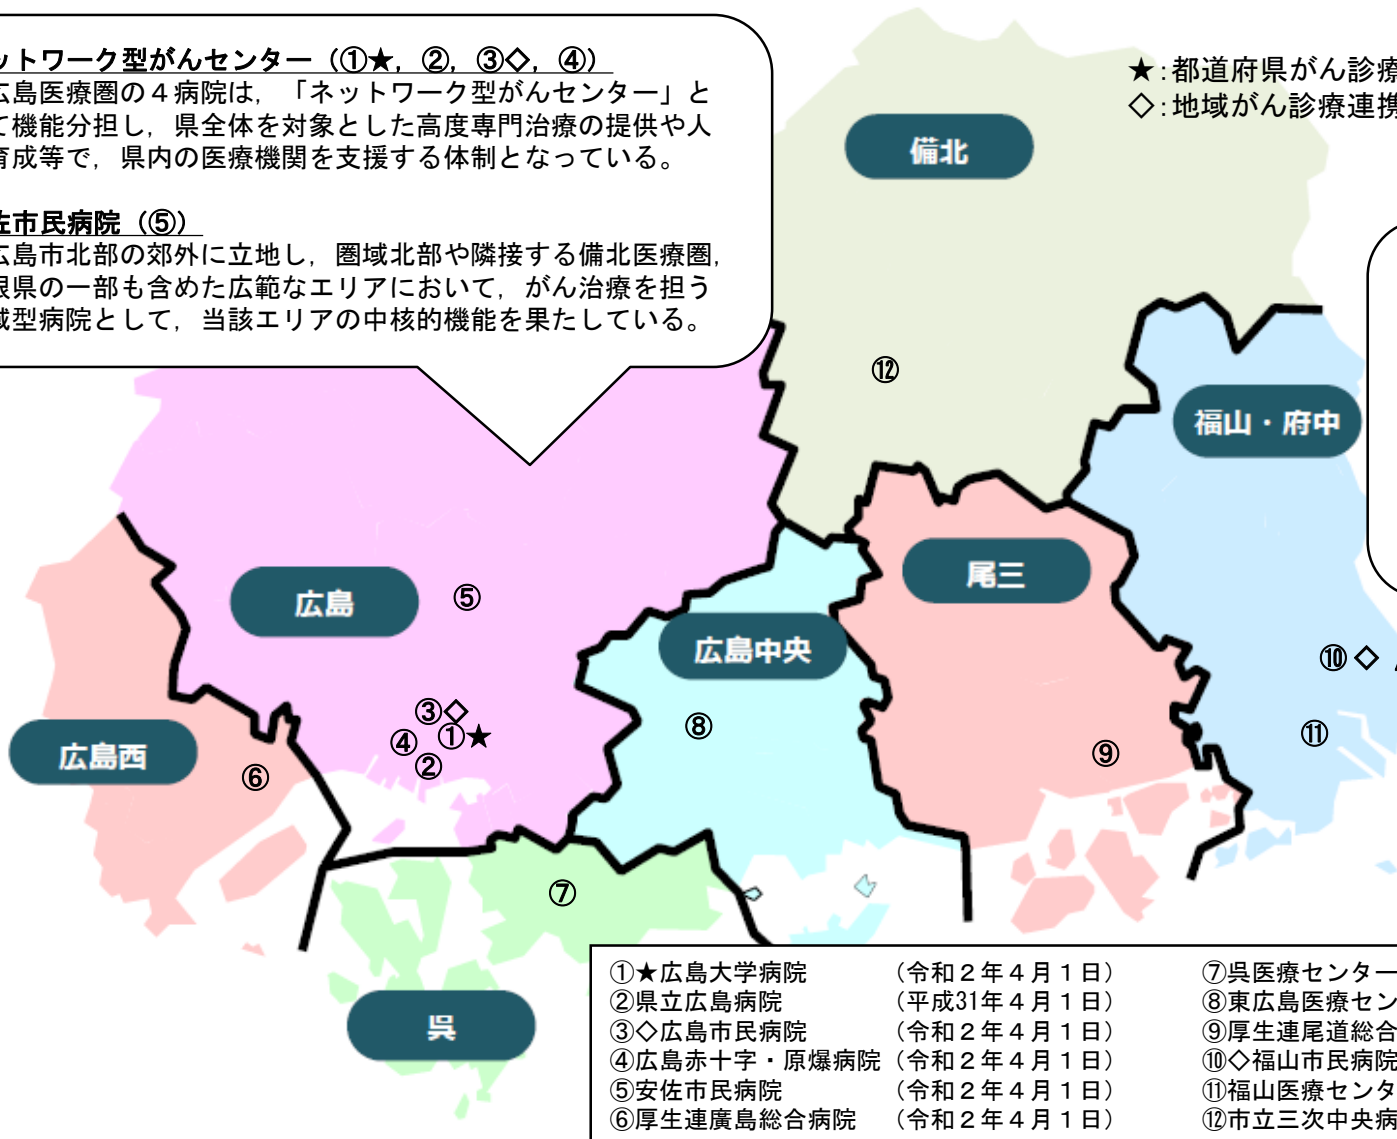 ットワーク型がんセンター（①★，②，③◇，④）
広島医療圏の４病院は，「ネットワーク型がんセンター」と
て機能分担し，県全体を対象とした高度専門治療の提供や人
育成等で，県内の医療機関を支援する体制となっている。
佐市民病院（⑤）
広島市北部の郊外に立地し，圏域北部や隣接する備北医療圏，
根県の一部も含めた広範なエリアにおいて，がん治療を担う
域型病院として，当該エリアの中核的機能を果たしている。
★：都道府県がん診療
◇：地域がん診療連携
備北
⑫
福山・府中
尾三
広島
⑤
広島中央
⑩◇
③◇
④ ①★
②
⑧
⑪
⑨
広島西
⑥
⑦
呉
①★広島大学病院 （令和２年４月１日）
②県立広島病院 （平成31年４月１日）
③◇広島市民病院 （令和２年４月１日）
④広島赤十字・原爆病院 （令和２年４月１日）
⑤安佐市民病院 （令和２年４月１日）
⑥厚生連廣島総合病院 （令和２年４月１日）
⑦呉医療センター
⑧東広島医療セン
⑨厚生連尾道総合
⑩◇福山市民病院
⑪福山医療センタ
⑫市立三次中央病